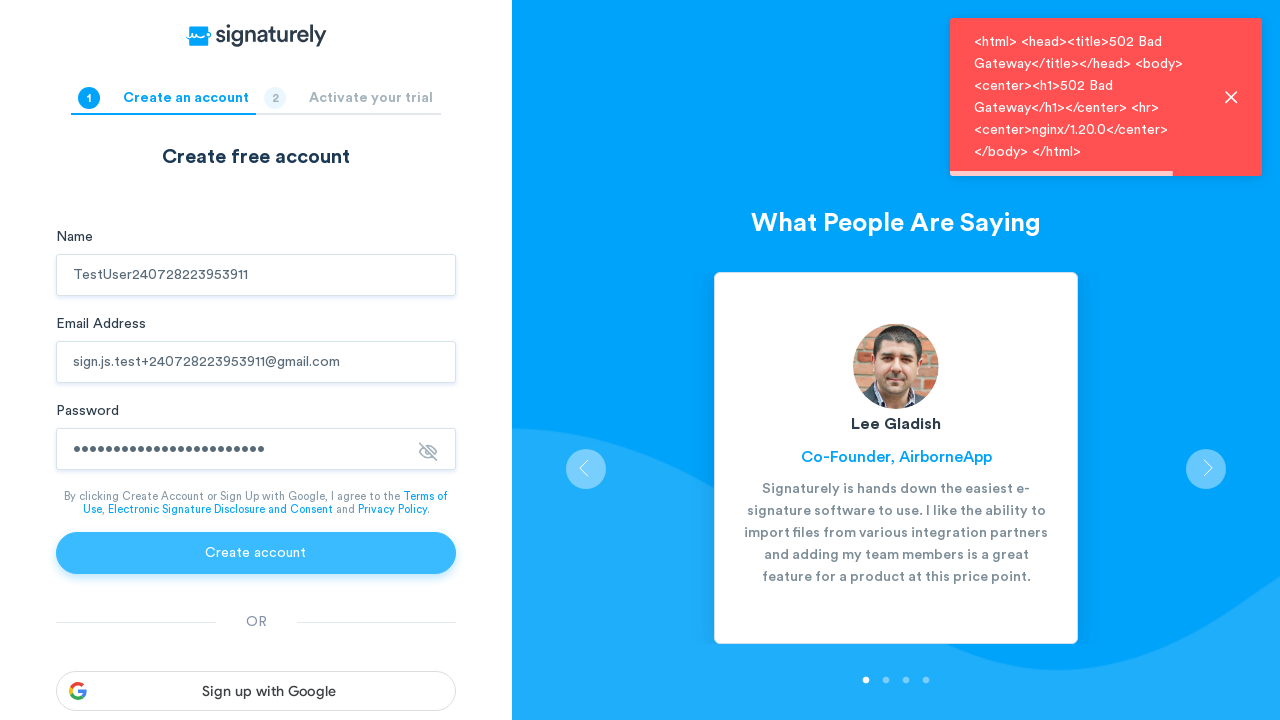 signaturely
1 Create an account 2 Activate your trial
Create free account
Name
TestUser240728223953911
Email Address
sign.js.test+240728223953911@gmail.com
Password
••••••••••••••••••••••••
By clicking Create Account or Sign Up with Google, I agree to the Terms of
Use, Electronic Signature Disclosure and Consent and Privacy Policy.
Create account
OR
Sign up with Google
<html> <head><title>502 Bad
Gateway</title></head> <body>
<center><h1>502 Bad
Gateway</h1></center> <hr>
<center>nginx/1.20.0</center>
</body> </html>
What People Are Saying
Lee Gladish
Co-Founder, AirborneApp
Signaturely is hands down the easiest e-
signature software to use. I like the ability to
import files from various integration partners
and adding my team members is a great
feature for a product at this price point.